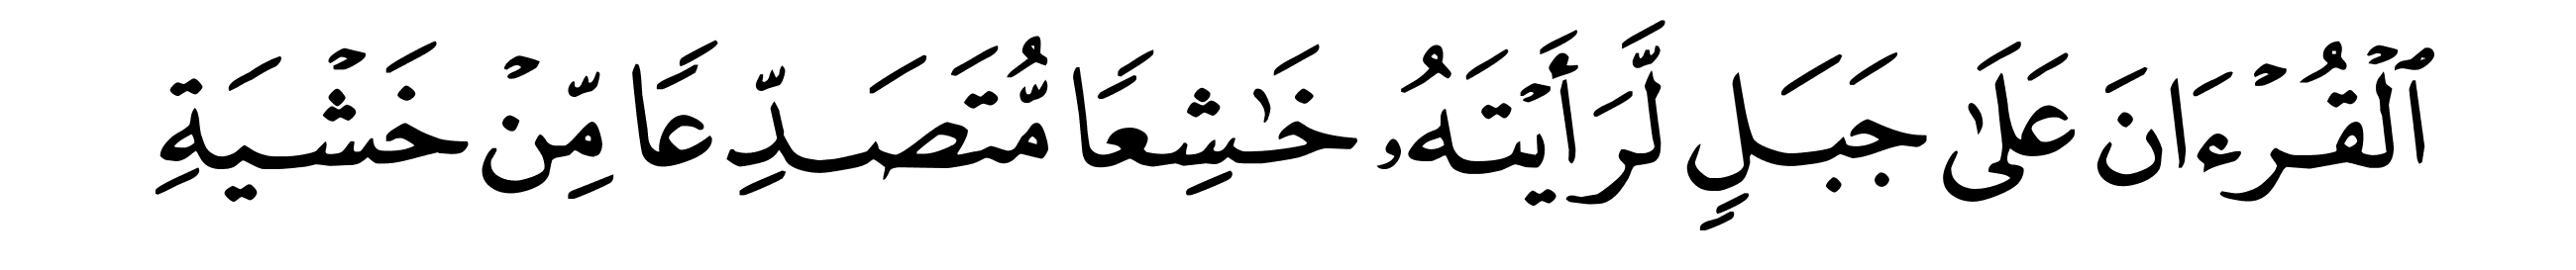 ٱلۡقُرۡءَانَ عَلَىٰ جَبَلٍ لَّرَأَيۡتَهُۥ خَٰشِعًا مُّتَصَدِّعًا مِّنۡ خَشۡيَةِ